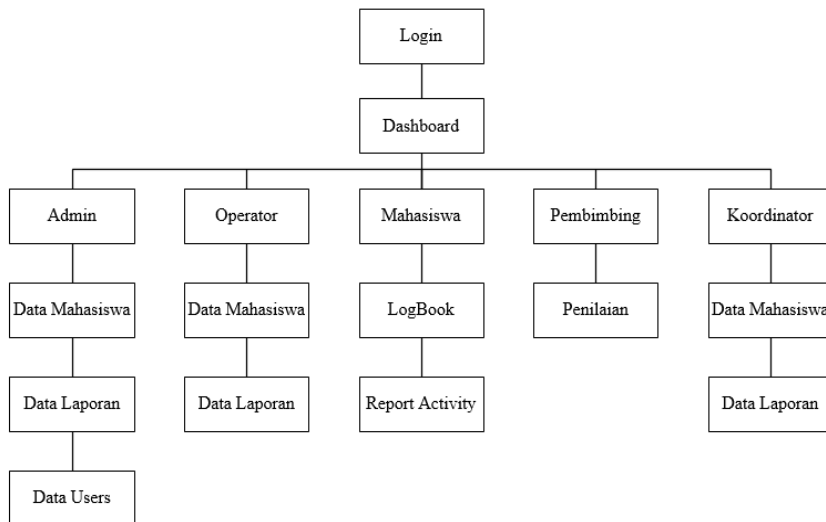 Login
Dashboard
Admin
Operator
Mahasiswa
Pembimbing
Koordinator
Data Mahasiswa
Data Mahasiswa
LogBook
Penilaian
Data Mahasiswa
Data Laporan
Data Laporan
Report Activity
Data Laporan
Data Users